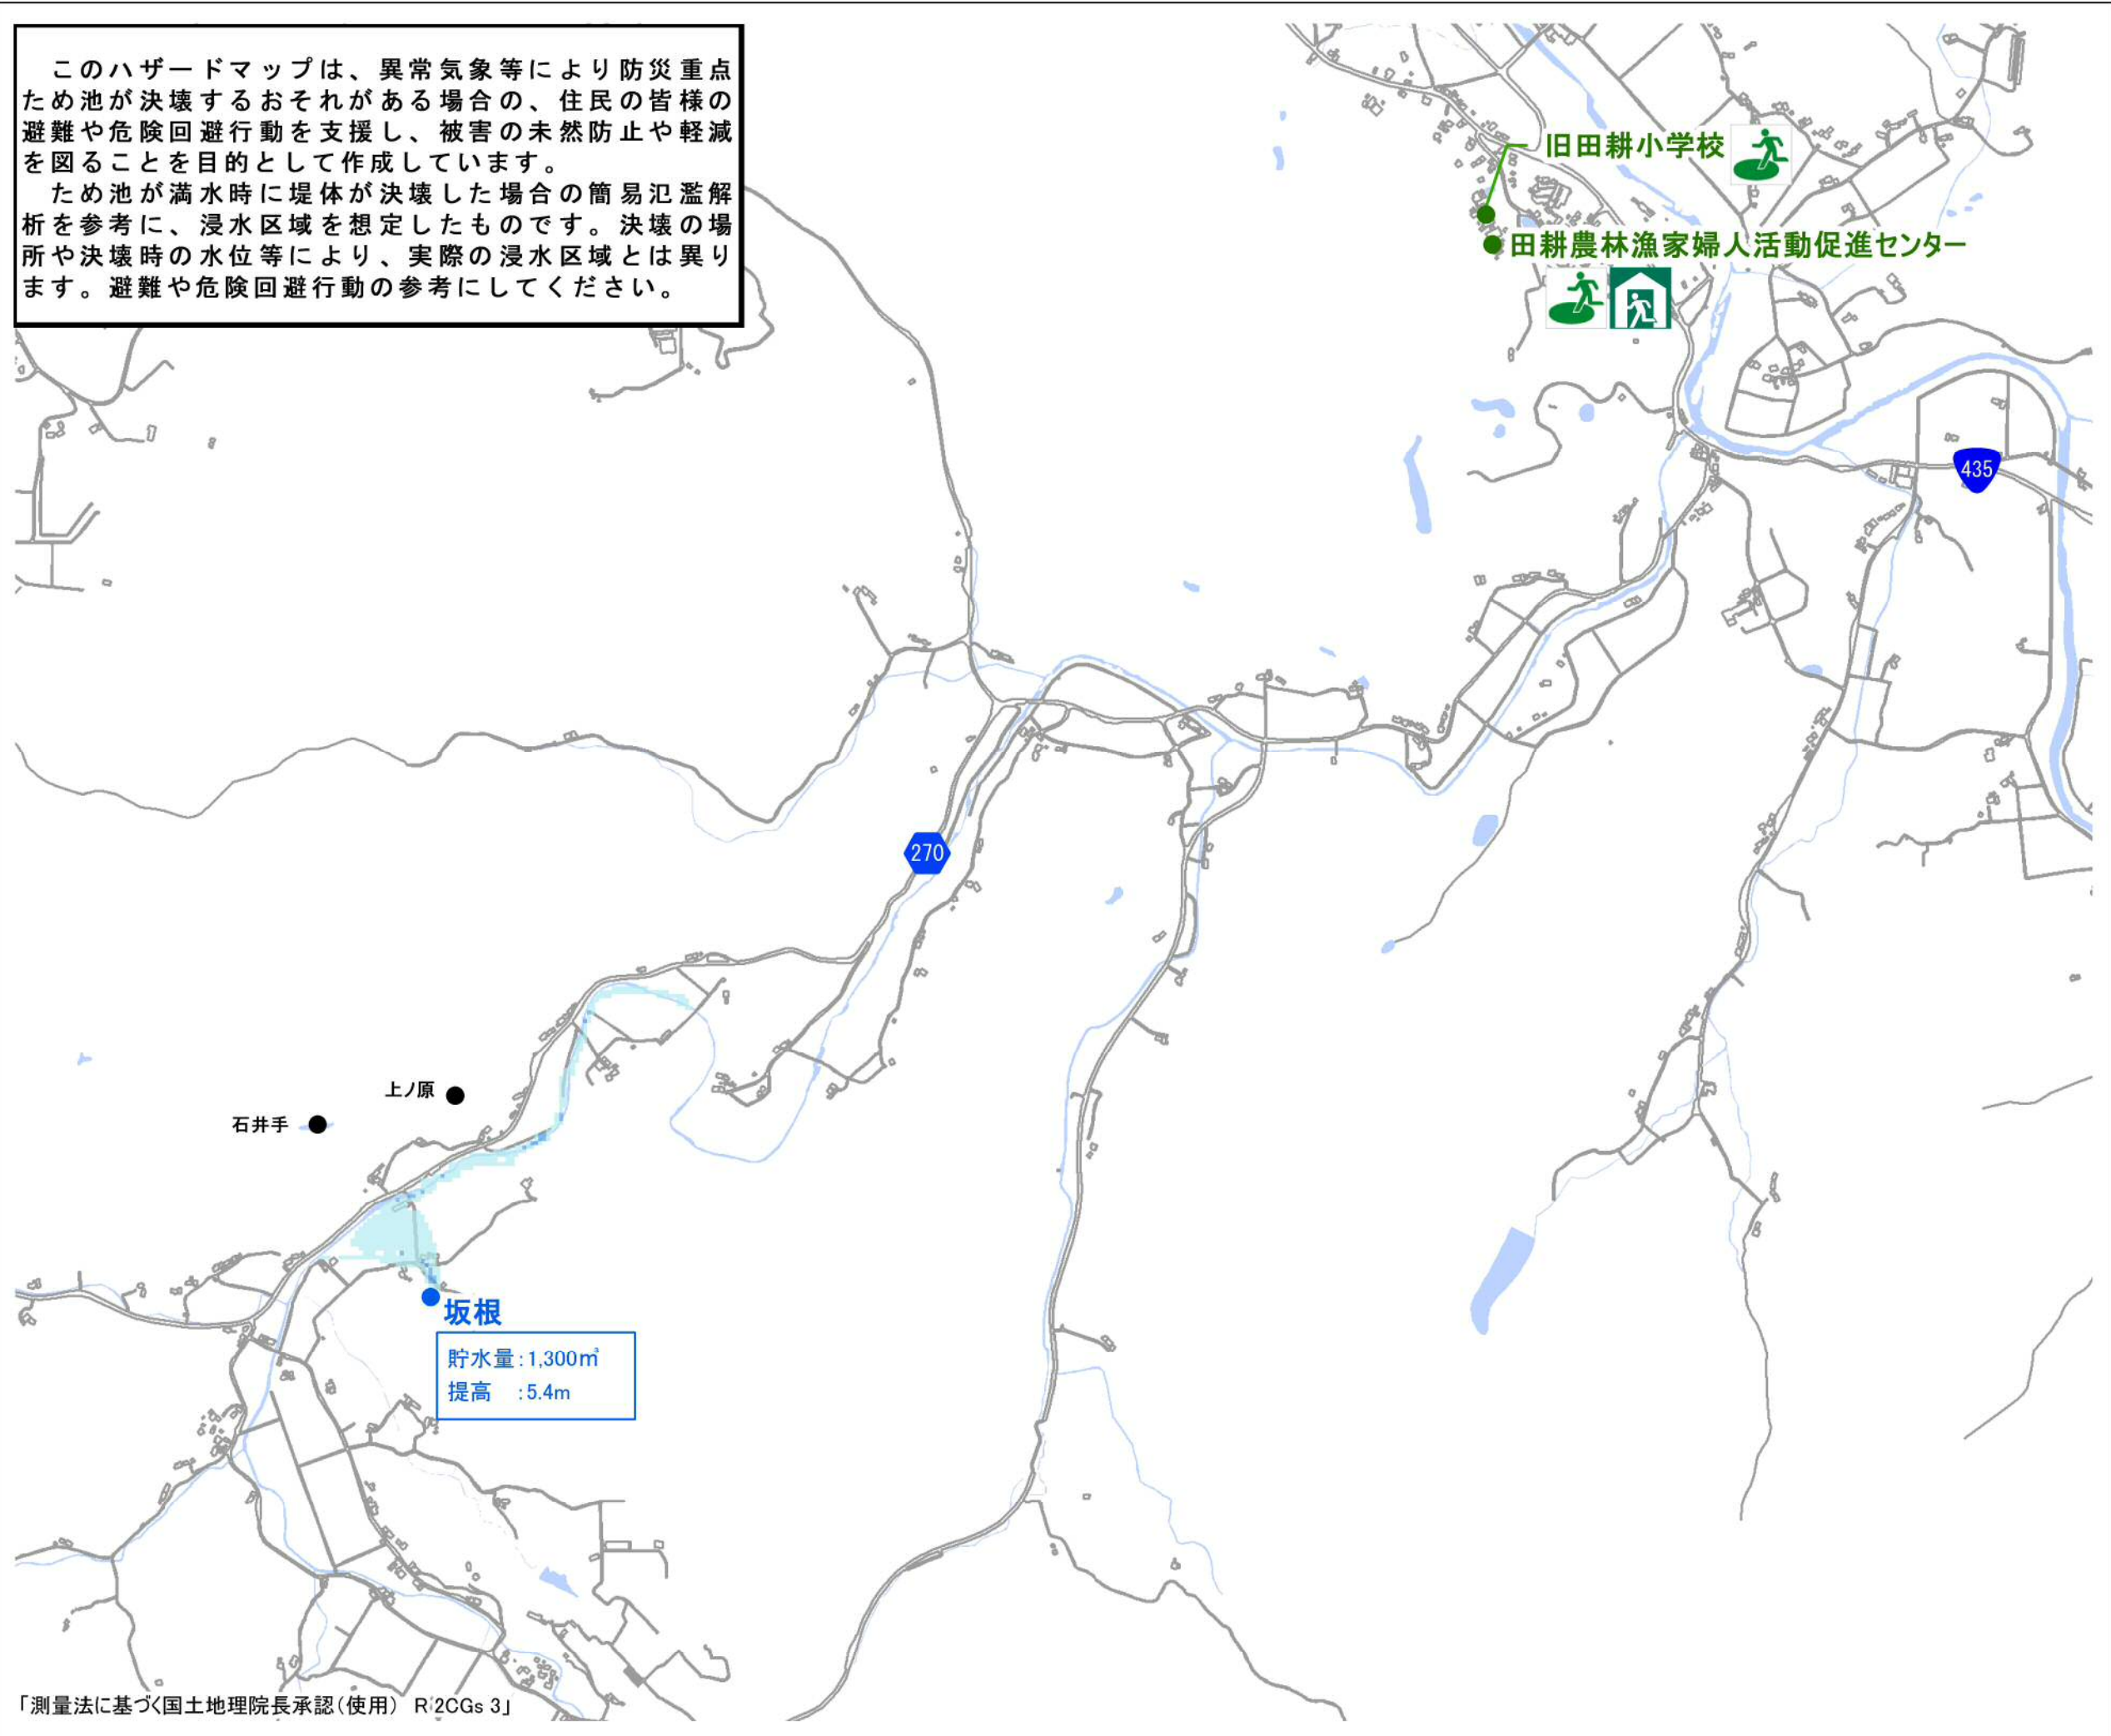 このハザードマップは、異常気象等により防災重点
ため池が決壊するおそれがある場合の、住民の皆様の
避難や危険回避行動を支援し、被害の未然防止や軽減
を図ることを目的として作成しています。
ため池が満水時に堤体が決壊した場合の簡易氾濫解
析を参考に、浸水区域を想定したものです。決壊の場
所や決壊時の水位等により、実際の浸水区域とは異り
ます。避難や危険回避行動の参考にしてください。
旧田耕小学校
田耕農林漁家婦人活動促進センター
435
270
上ノ原
石井手
坂根
貯水量:1,300㎥
提高 :5.4m
「測量法に基づく国土地理院長承認(使用) R 2CGs 3」